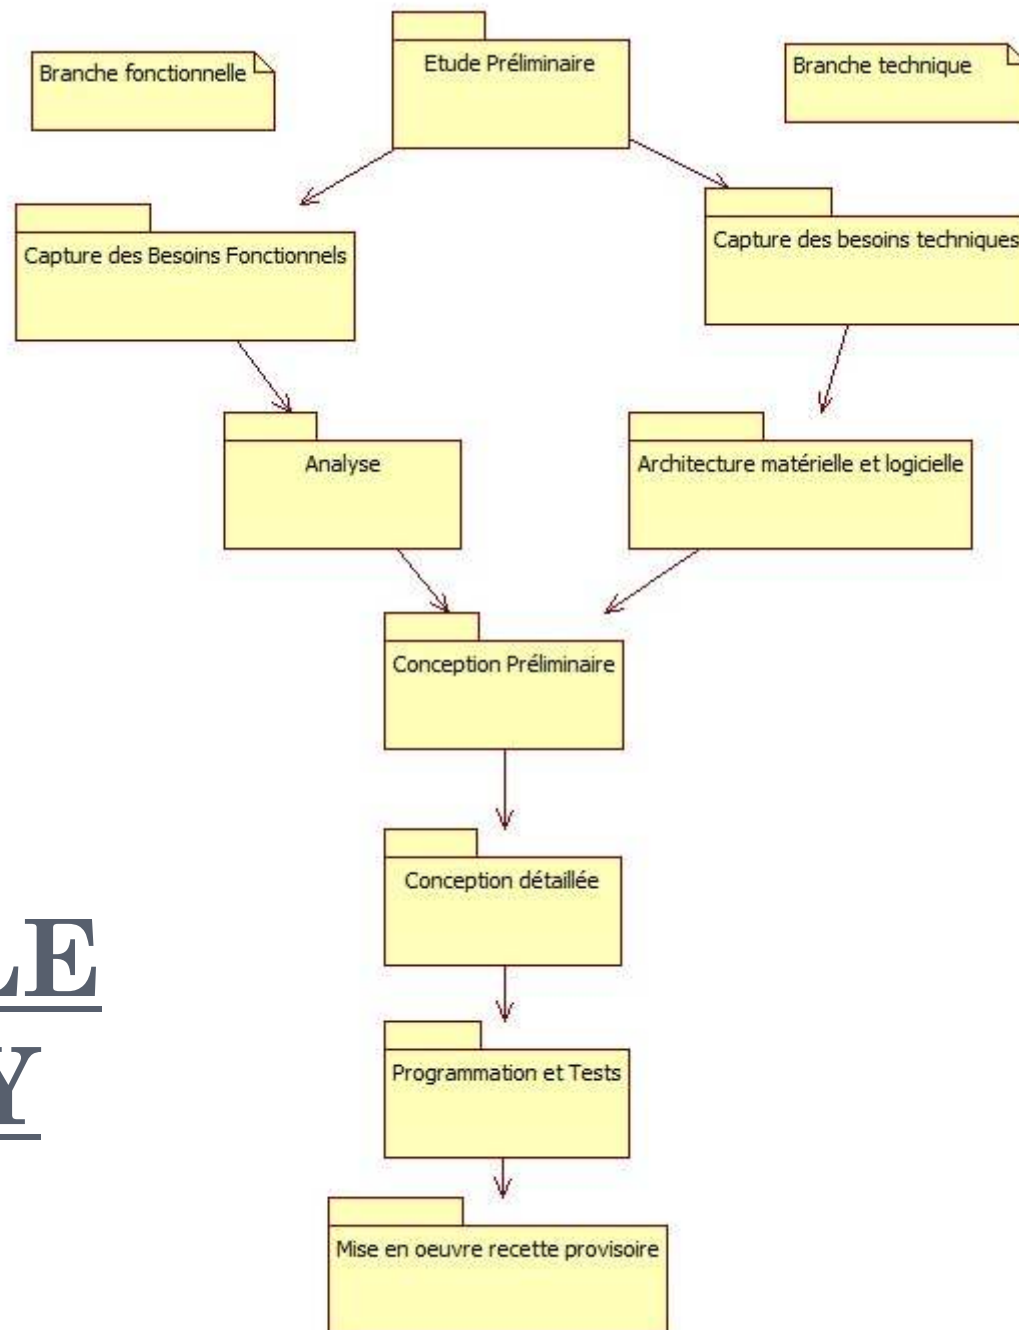 Etude Préliminaire
Branche fonctionnelle
Branche technique
Capture des Besoins Fonctionnels
Capture des besoins techniques
Analyse
Architecture matérielle et logicielle
Conception Préliminaire
Conception détaillée
LE
Y
Programmation et Tests
Mise en oeuvre recette provisoire